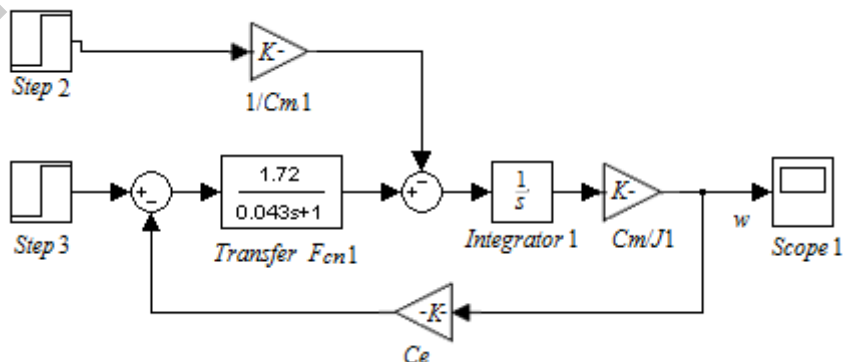 Step 2
K-
1/Cm1
+
-
1.72
0.043s+1
+
-
1
s
K-
w
Step 3
Transfer Fcn1
Integrator 1
Cm/J1
Scope 1
-K-
Ce